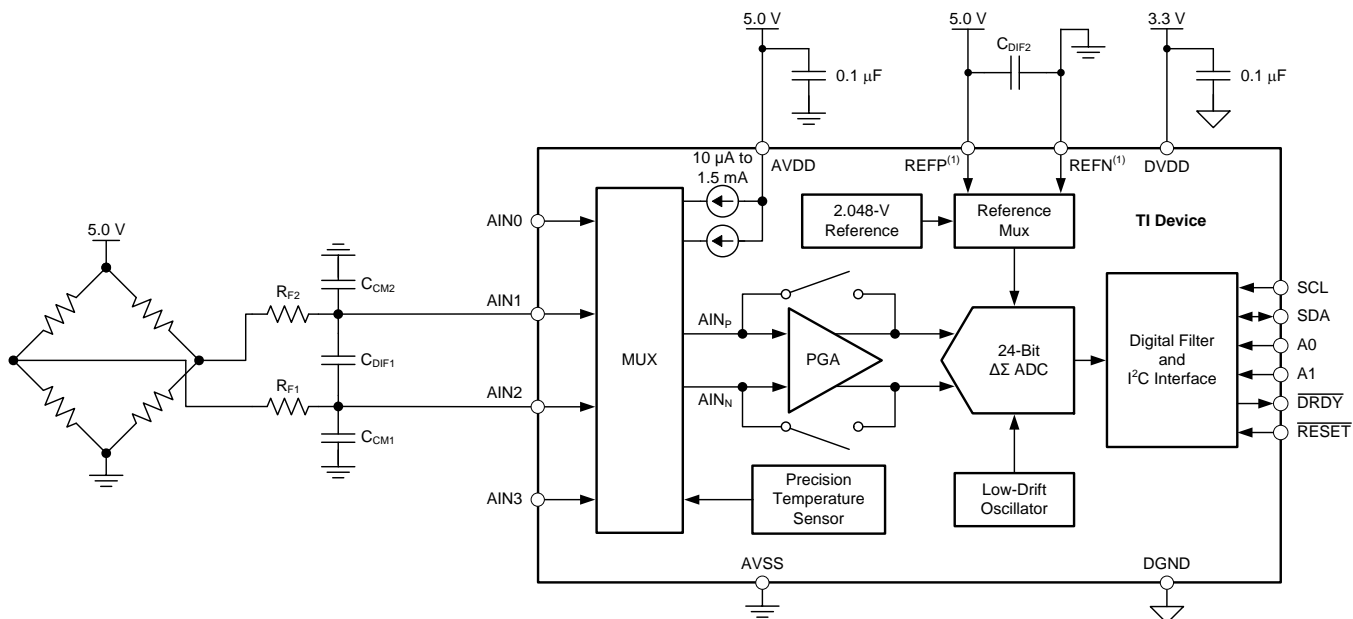 5.0 V
5.0 V
3.3 V
C_DIF2
0.1 μF
0.1 μF
10 μA to
1.5 mA
AVDD
REFP(1)
REFN(1)
DVDD
2.048-V
Reference
Reference
Mux
TI Device
5.0 V
AIN0
AIN1
AIN2
AIN3
R_F2
R_F1
C_CM2
C_DIF1
C_CM1
MUX
AIN_P
AIN_N
PGA
24-Bit
ΔΣ ADC
Digital Filter
and
I²C Interface
SCL
SDA
A0
A1
DRDY
RESET
Precision
Temperature
Sensor
Low-Drift
Oscillator
AVSS
DGND